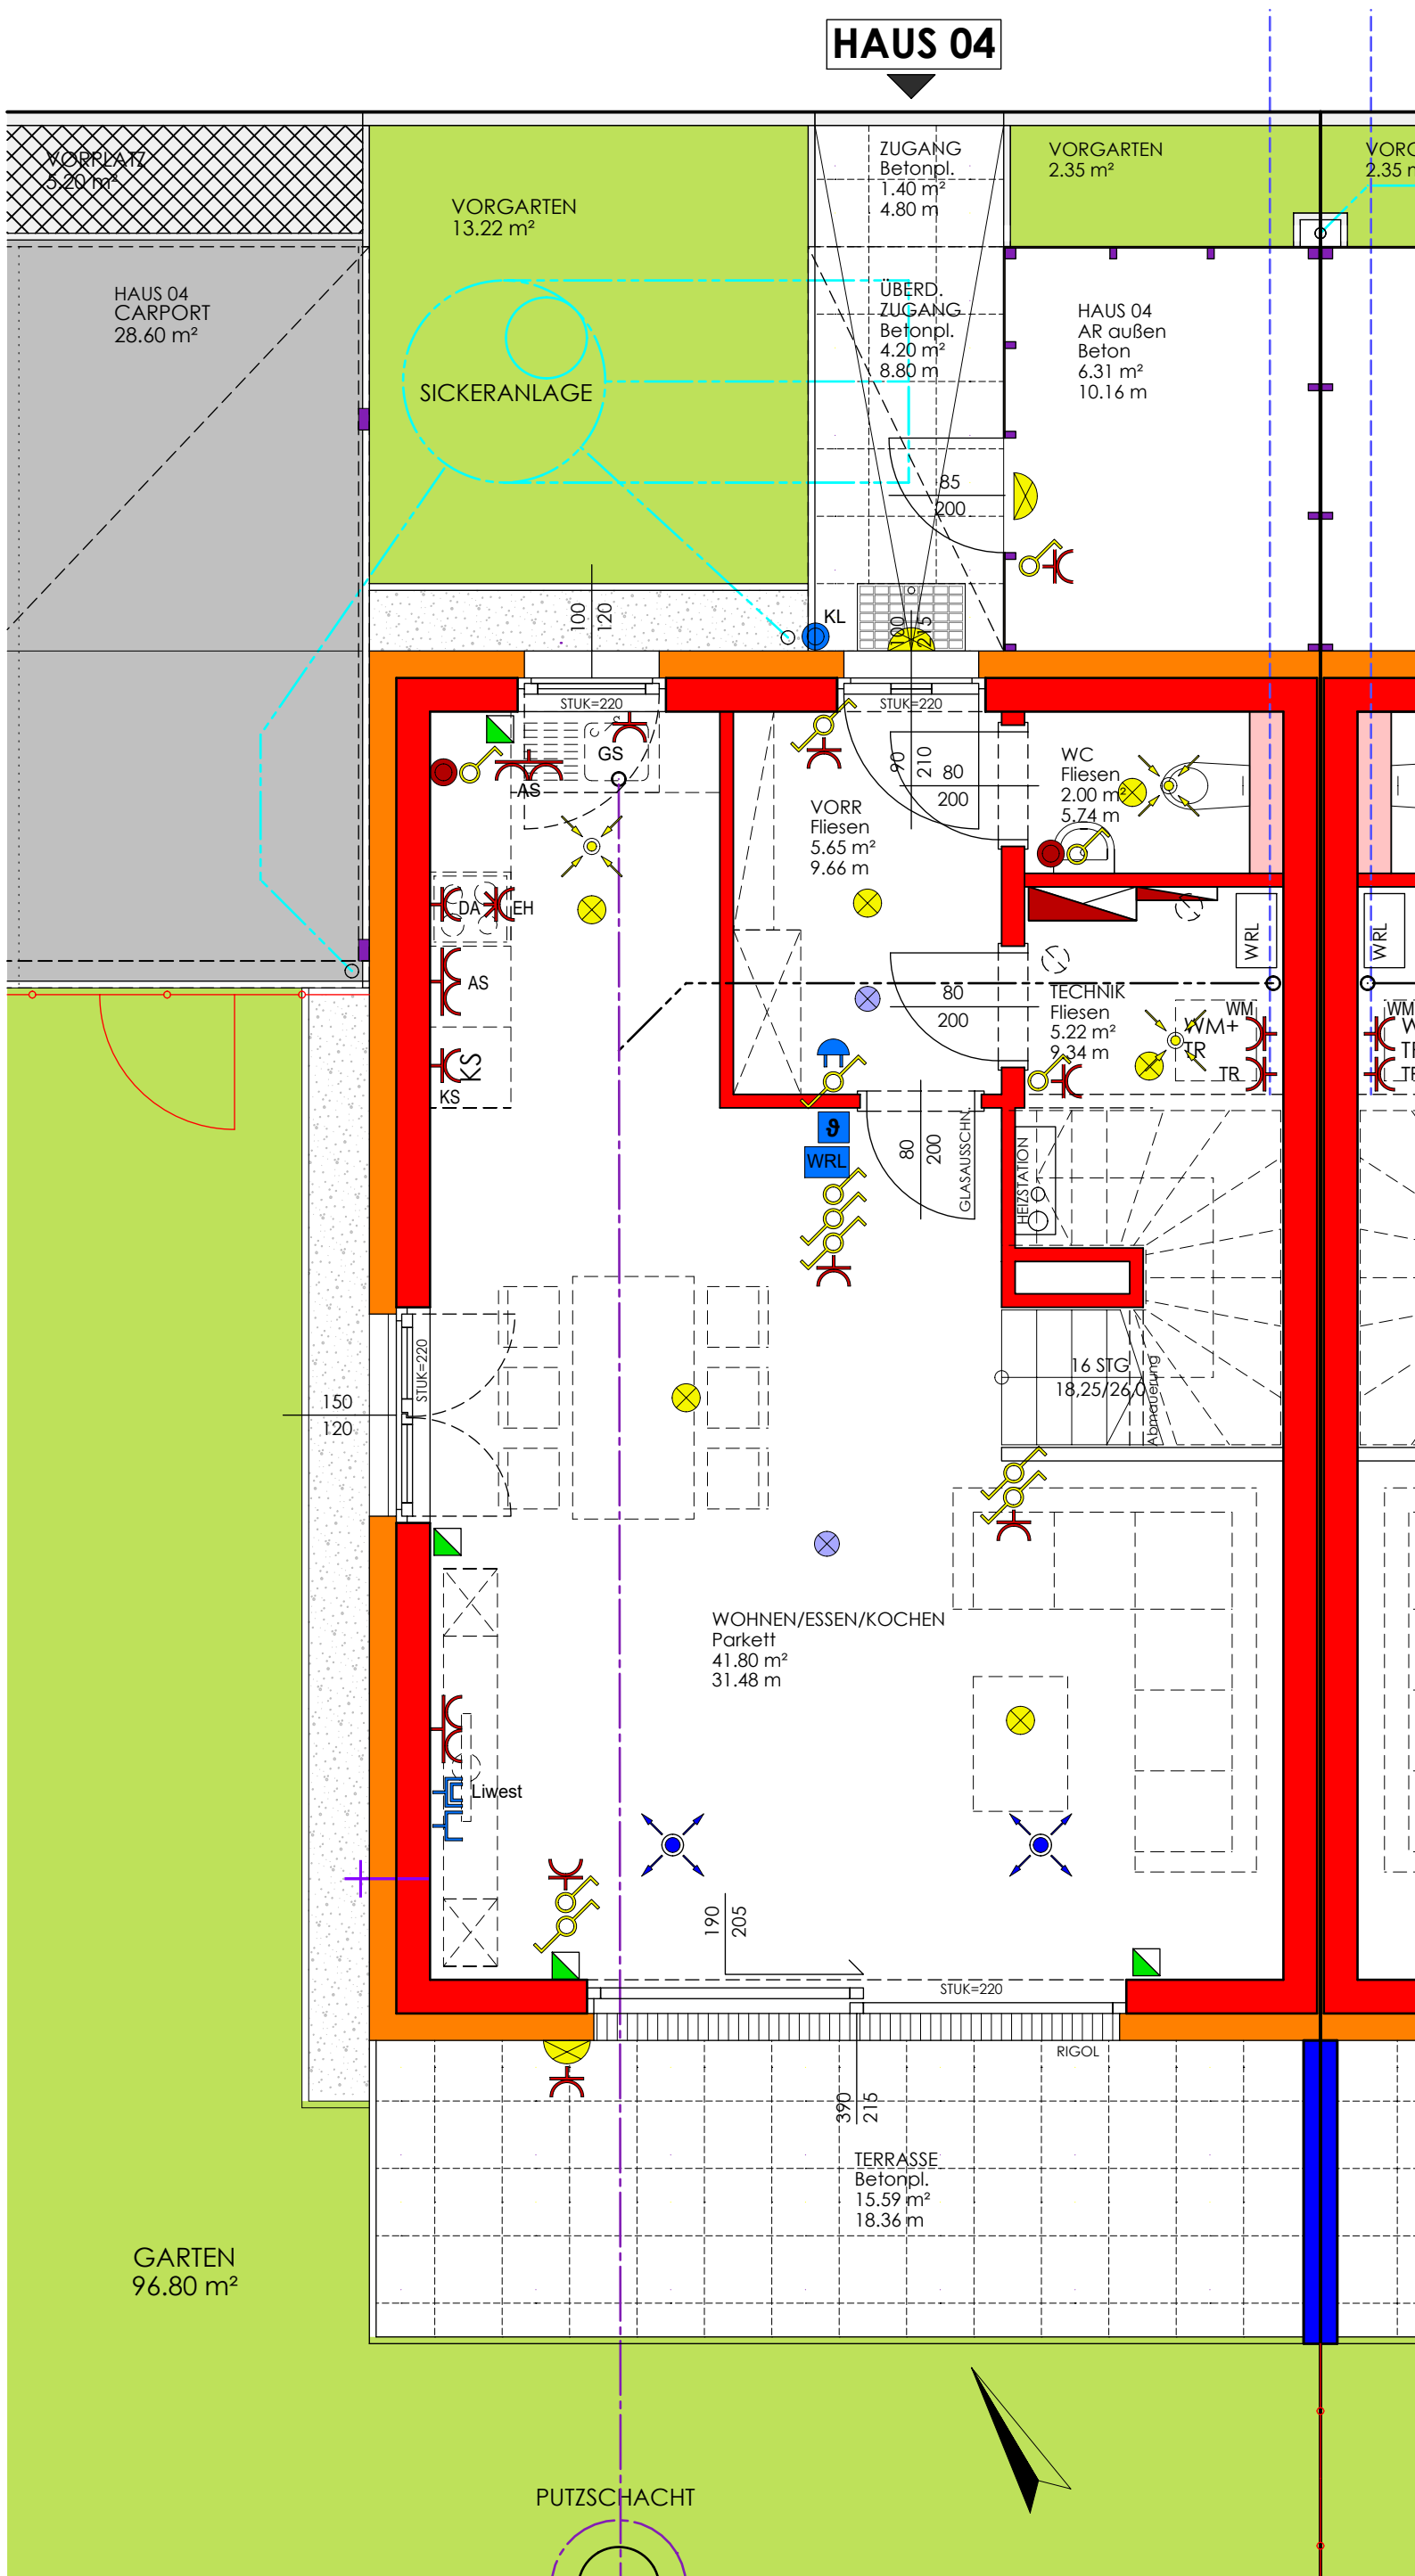 HAUS 04
VORPLATZ
5.20 m²
VORGARTEN
13.22 m²
ZUGANG
Betonpl.
1.40 m²
4.80 m
VORGARTEN
2.35 m²
2.35
HAUS 04
CARPORT
28.60 m²
ÜBERD.
ZUGANG
Betonpl.
4.20 m²
8.80 m
HAUS 04
AR außen
Beton
6.31 m²
10.16 m
SICKERANLAGE
85
200
100
120
KL
100
215
STUK=220
STUK=220
GS
AS
90
210
80
200
WC
Fliesen
2.00 m²
5.74 m
VORR
Fliesen
5.65 m²
9.66 m
DA
EH
WRL
WRL
AS
80
200
TECHNIK
Fliesen
5.22 m²
9.34 m
WM+
TR
WM
TR
WM
KS
KS
ϑ
WRL
80
200
GLASAUSSCHN.
HEIZSTATION
STUK=220
150
120
16 STG
18,25/26,0
Abmauerung
WOHNEN/ESSEN/KOCHEN
Parkett
41.80 m²
31.48 m
Liwest
190
205
STUK=220
RIGOL
390
215
TERRASSE
Betonpl.
15.59 m²
18.36 m
GARTEN
96.80 m²
PUTZSCHACHT